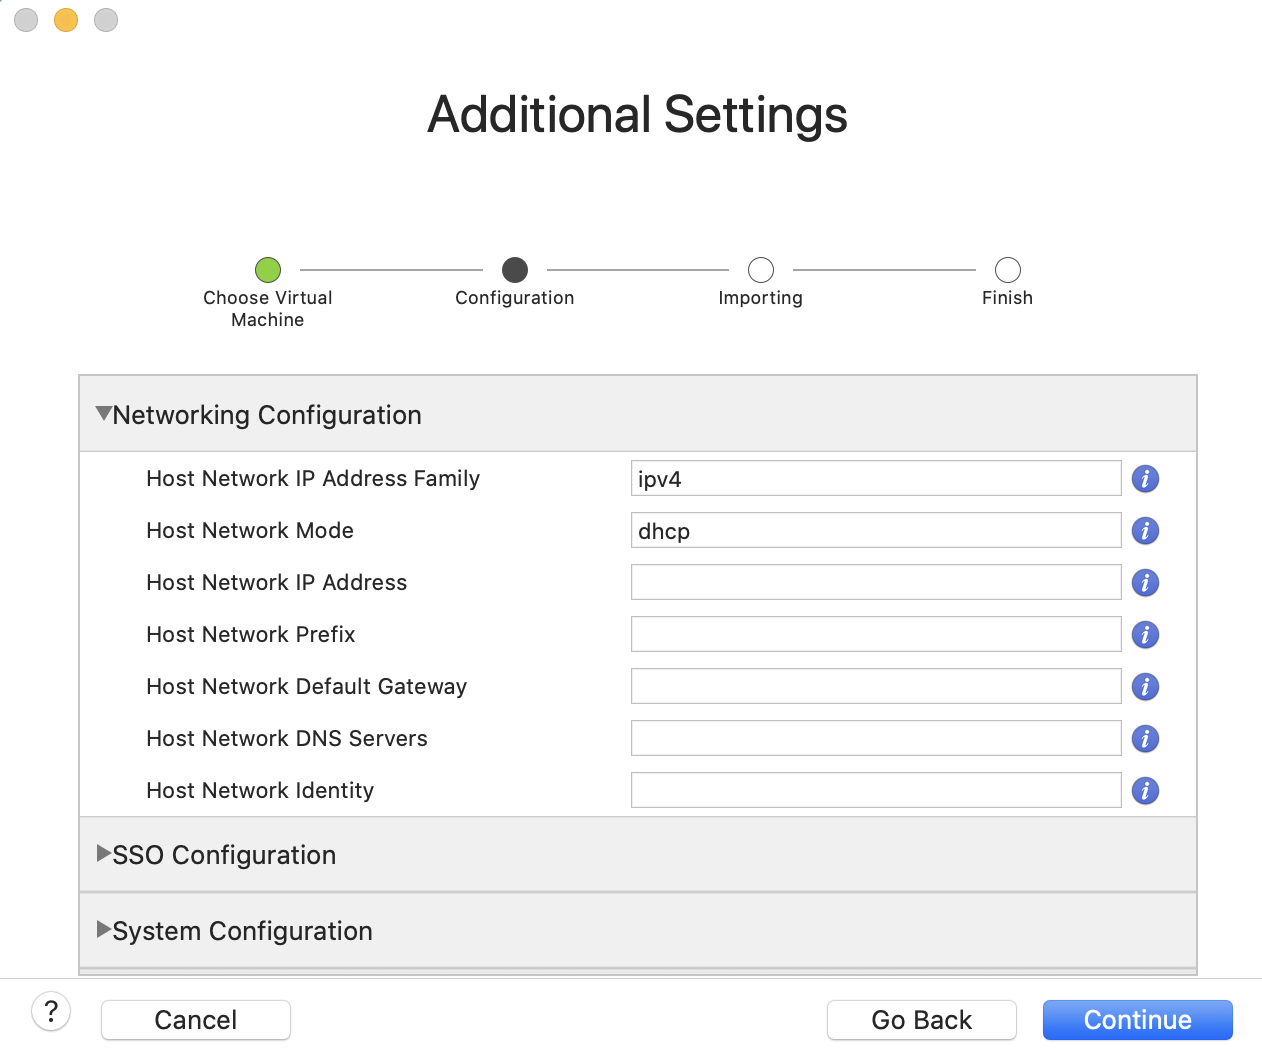 Additional Settings
Choose Virtual
Machine
Configuration
Importing
Finish
Networking Configuration
Host Network IP Address Family
ipv4
i
Host Network Mode
dhcp
i
Host Network IP Address
i
Host Network Prefix
i
Host Network Default Gateway
i
Host Network DNS Servers
i
Host Network Identity
i
SSO Configuration
System Configuration
?
Cancel
Go Back
Continue